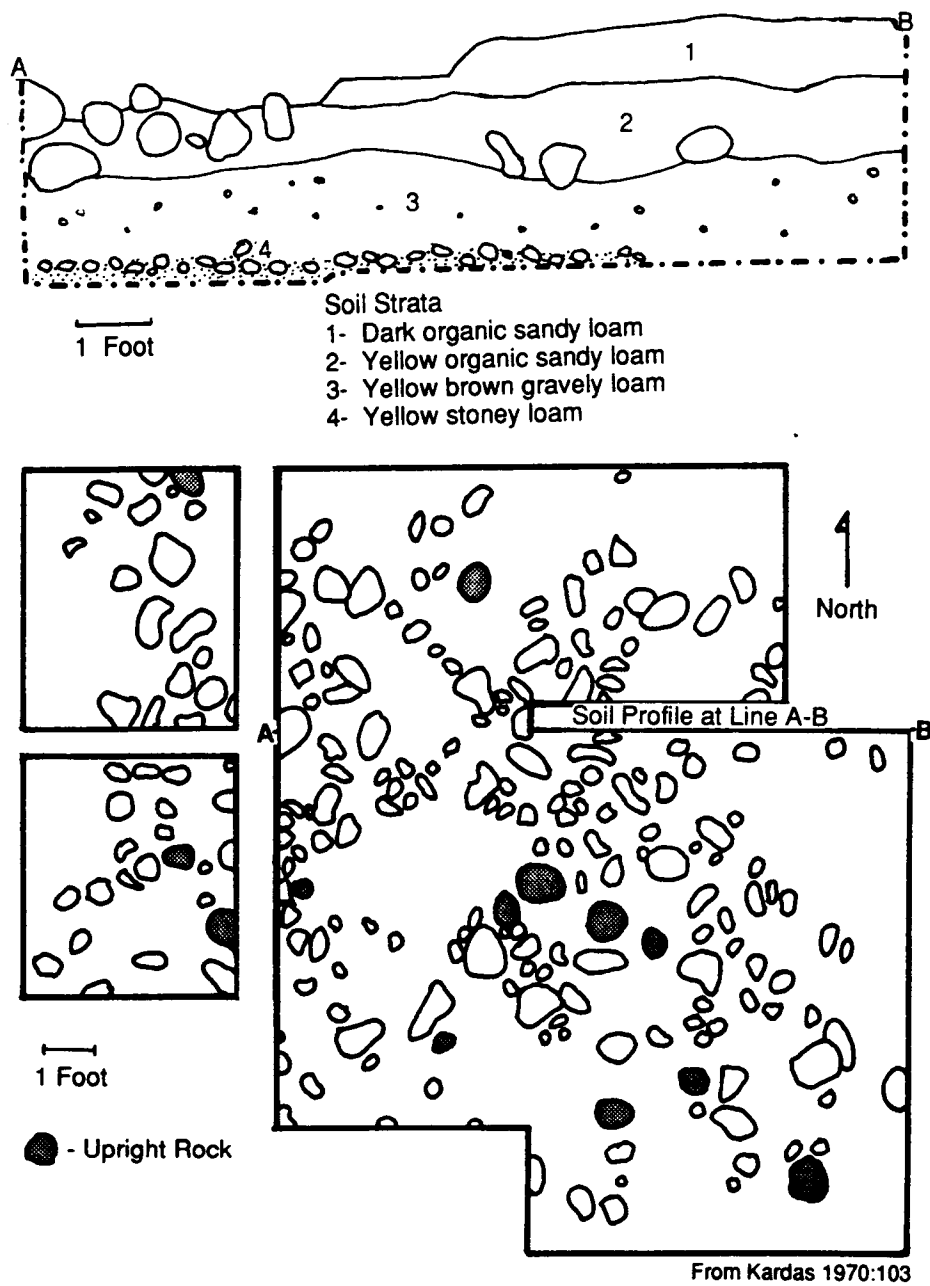 A
B
1
2
3
4
1 Foot
Soil Strata
1- Dark organic sandy loam
2- Yellow organic sandy loam
3- Yellow brown gravely loam
4- Yellow stoney loam
North
Soil Profile at Line A-B
A
B
1 Foot
- Upright Rock
From Kardas 1970:103